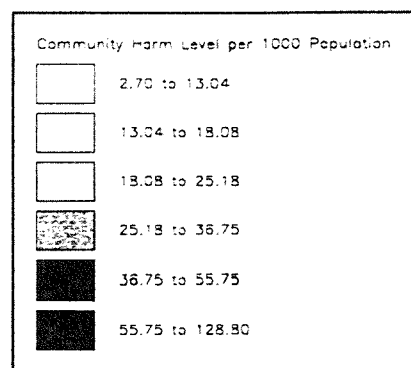 Community Harm Level per 1000 Population
2.70 to 13.04
13.04 to 18.08
18.08 to 25.18
25.18 to 36.75
36.75 to 55.75
55.75 to 128.80